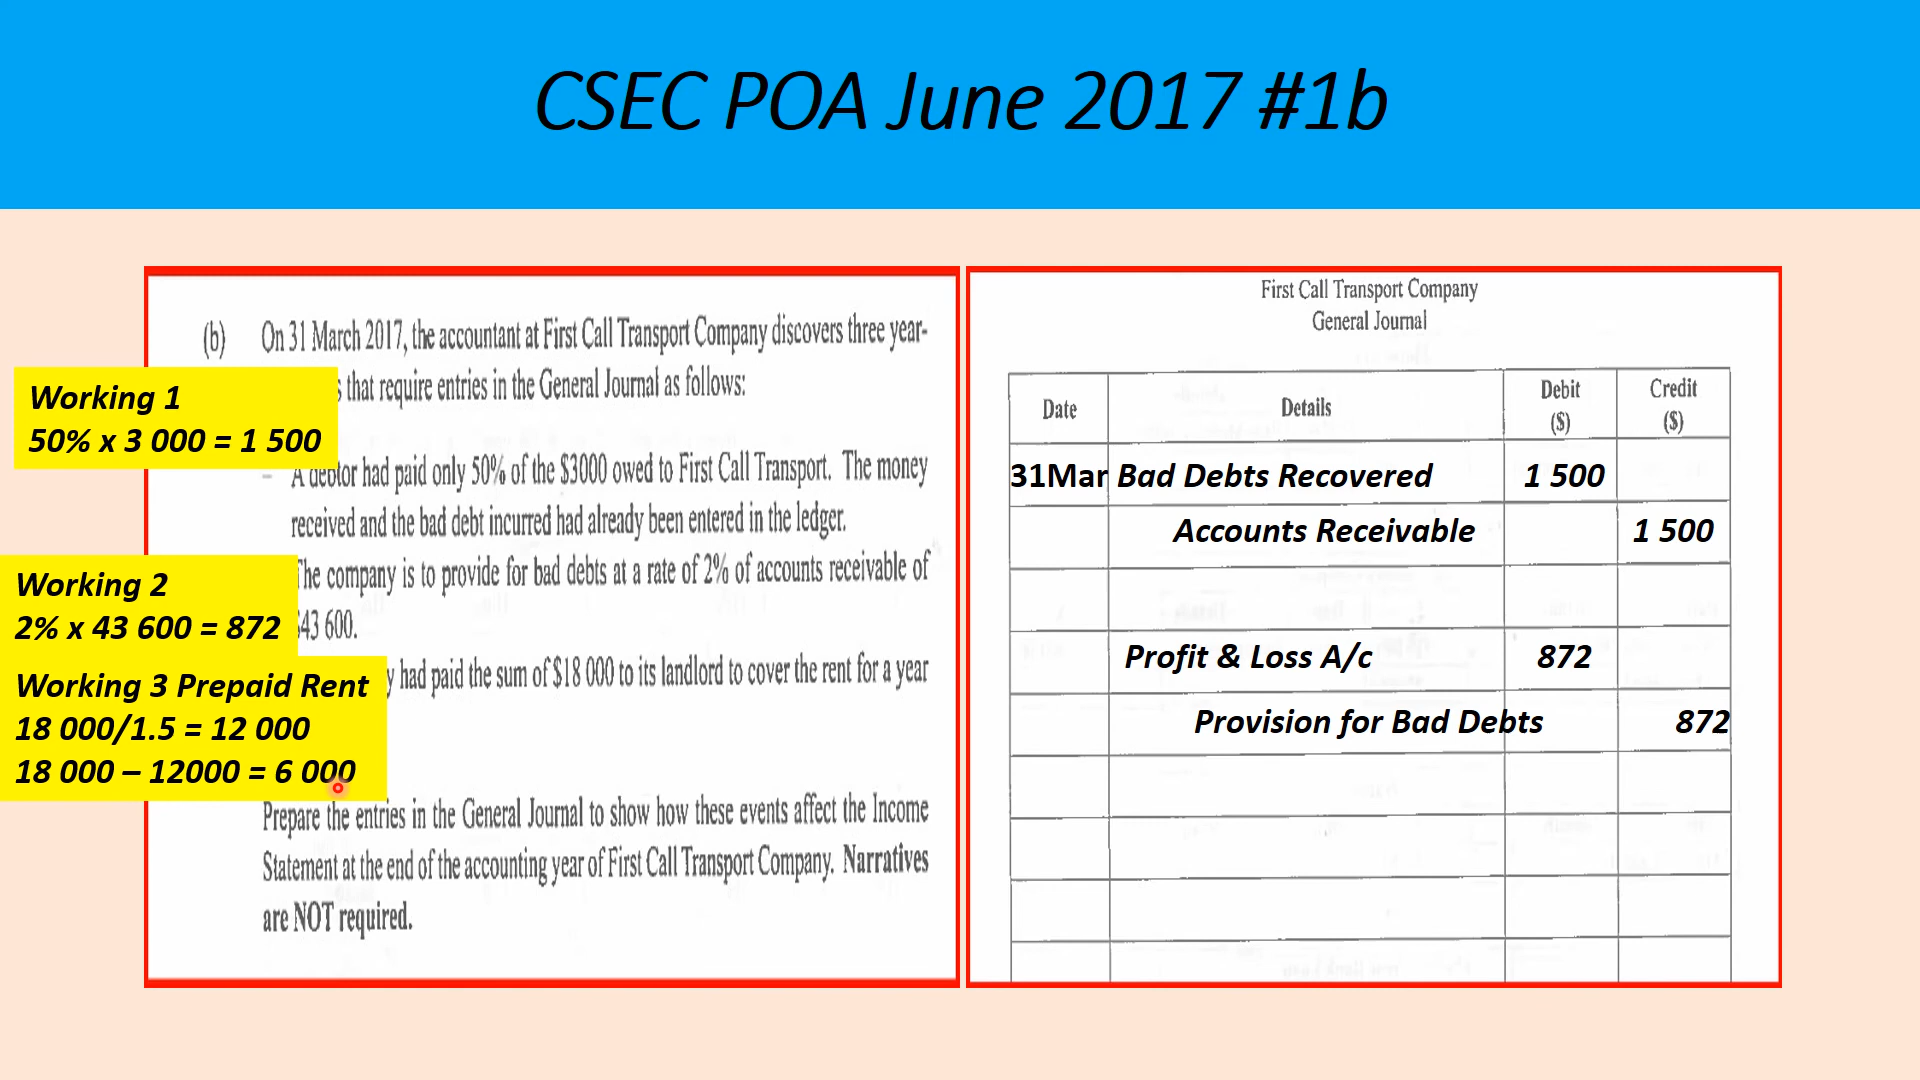 CSEC POA June 2017 #1b
(b) On 31 March 2017, the accountant at First Call Transport Company discovers three year-
that require entries in the General Journal as follows:
Working 1
50% x 3 000 = 1 500
- A debtor had paid only 50% of the $3000 owed to First Call Transport. The money
received and the bad debt incurred had already been entered in the ledger.
The company is to provide for bad debts at a rate of 2% of accounts receivable of
$43 600.
Working 2
2% x 43 600 = 872
had paid the sum of $18 000 to its landlord to cover the rent for a year
Working 3 Prepaid Rent
18 000/1.5 = 12 000
18 000 – 12000 = 6 000
Prepare the entries in the General Journal to show how these events affect the Income
Statement at the end of the accounting year of First Call Transport Company. Narratives
are NOT required.
First Call Transport Company
General Journal
Date Details Debit ($) Credit ($)
31Mar Bad Debts Recovered 1 500
Accounts Receivable 1 500
Profit & Loss A/c 872
Provision for Bad Debts 872